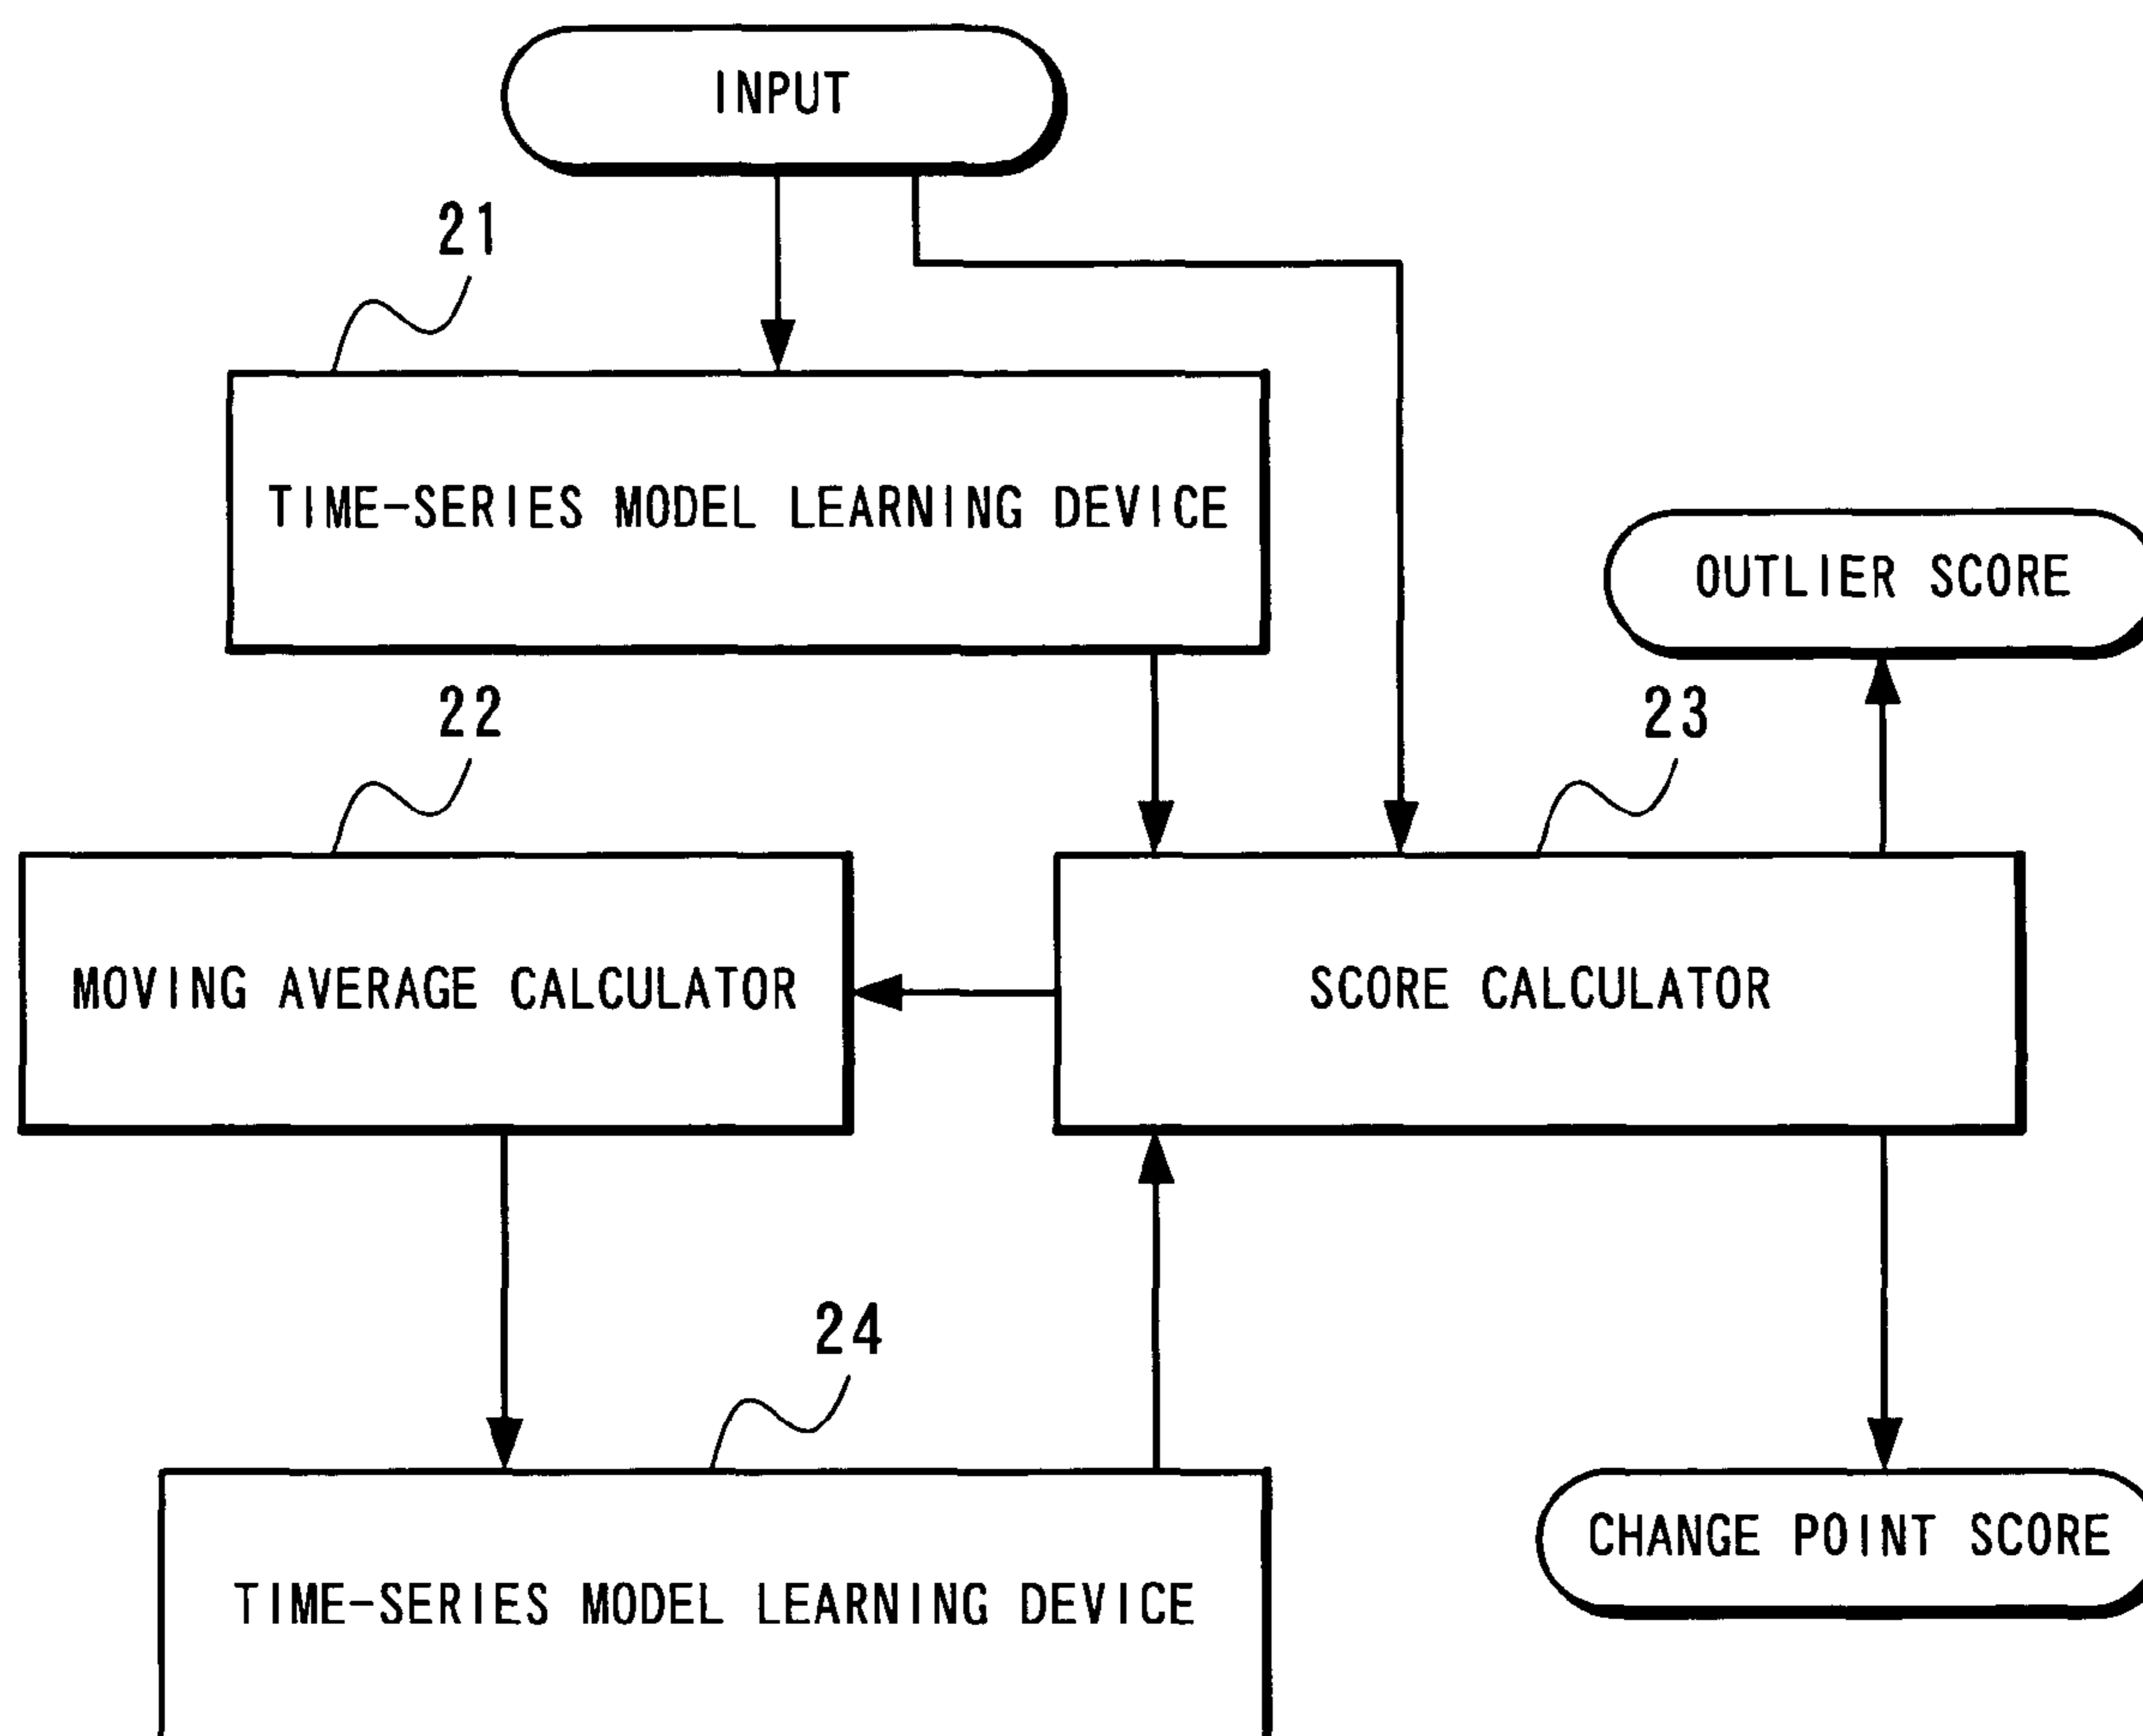 INPUT
21
TIME-SERIES MODEL LEARNING DEVICE
OUTLIER SCORE
22
23
MOVING AVERAGE CALCULATOR
SCORE CALCULATOR
24
CHANGE POINT SCORE
TIME-SERIES MODEL LEARNING DEVICE